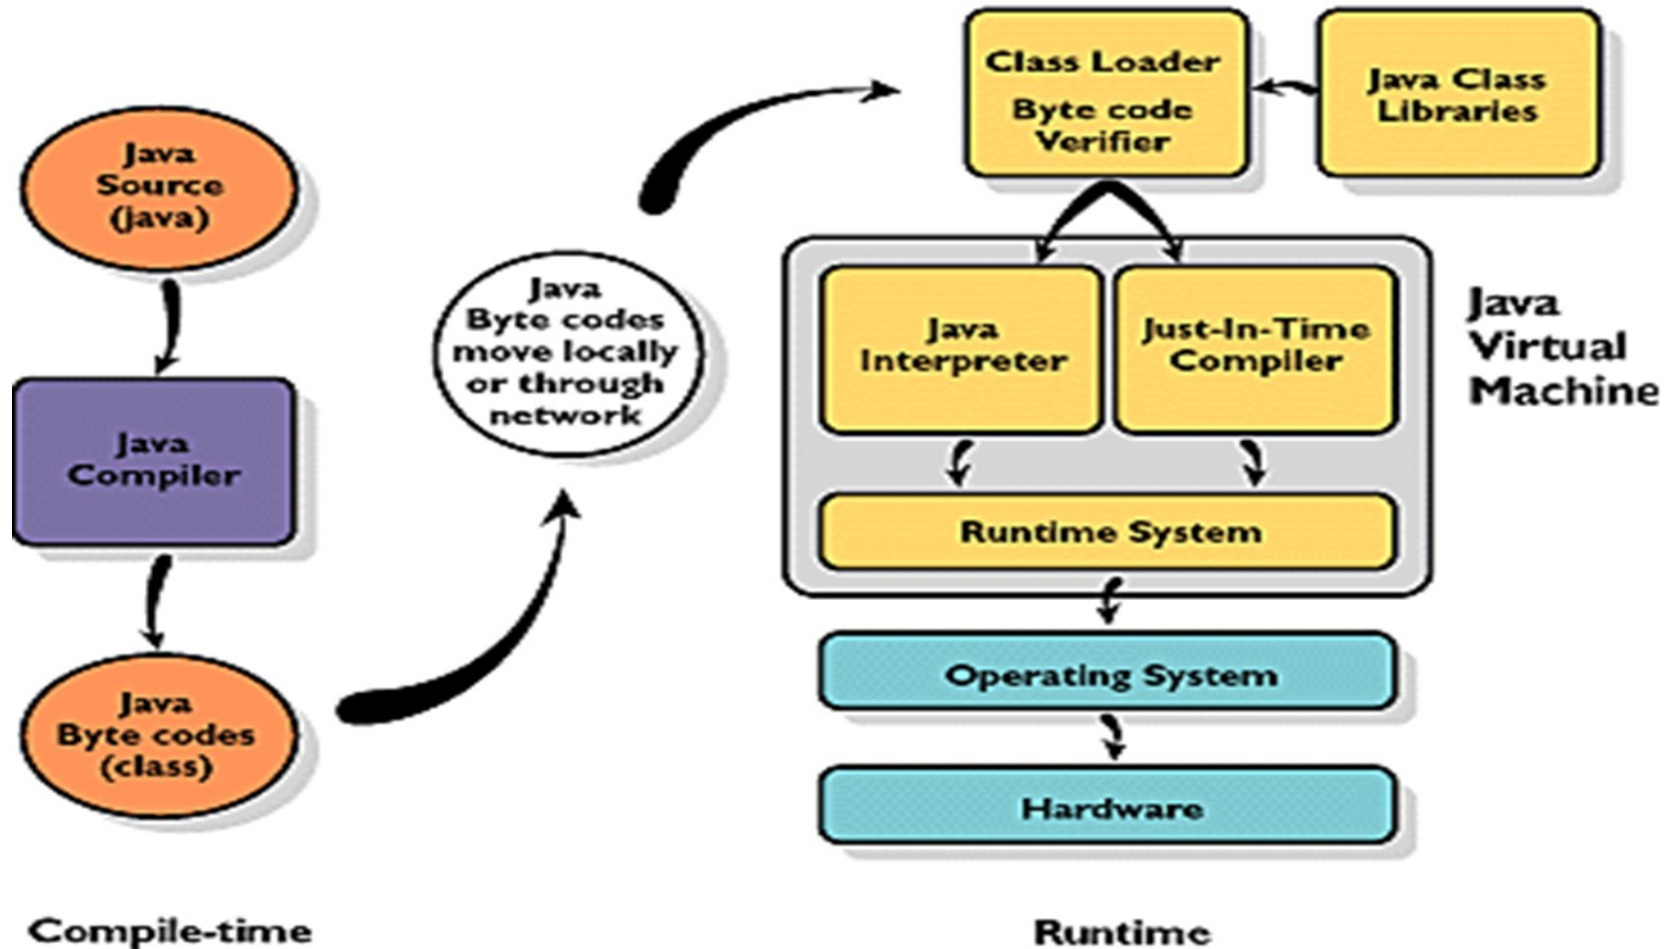 Java
Source
(java)
Java
Compiler
Java
Byte codes
(class)
Compile-time
Java
Byte codes
move locally
or through
network
Class Loader
Byte code
Verifier
Java Class
Libraries
Java
Interpreter
Just-In-Time
Compiler
Java
Virtual
Machine
Runtime System
Operating System
Hardware
Runtime